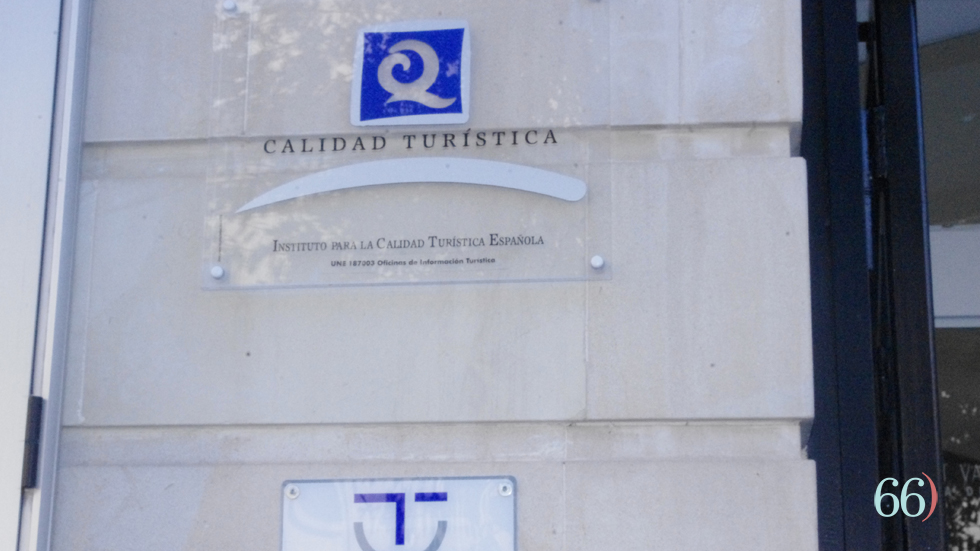 Q
CALIDAD TURÍSTICA
INSTITUTO PARA LA CALIDAD TURÍSTICA ESPAÑOLA
UNE 187003 Oficinas de Información Turística
T
66)